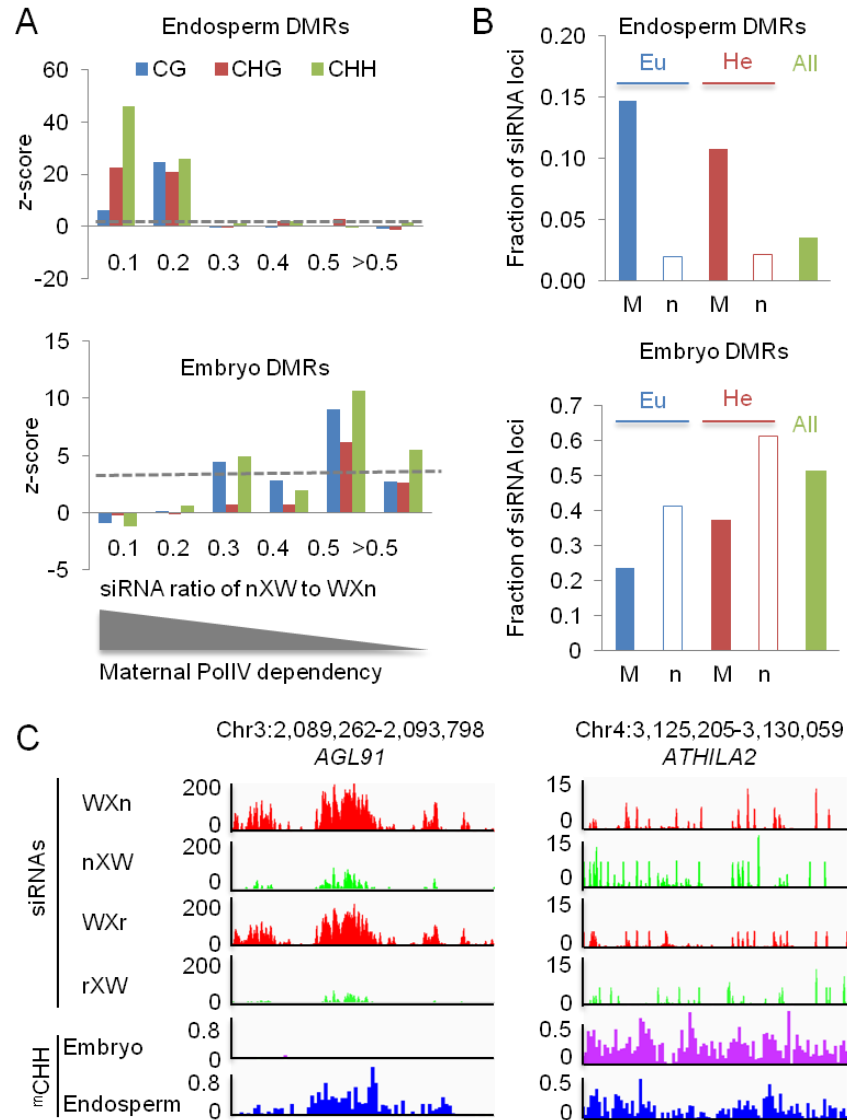 A
Endosperm DMRs
CG CHG CHH
z-score
60
40
20
0
-20
0.1 0.2 0.3 0.4 0.5 >0.5
Embryo DMRs
z-score
15
10
5
0
-5
0.1 0.2 0.3 0.4 0.5 >0.5
siRNA ratio of nXW to WXn
Maternal PolIV dependency
B
Endosperm DMRs
Eu He All
Fraction of siRNA loci
0.20
0.15
0.10
0.05
0.00
M n M n
Embryo DMRs
Eu He All
Fraction of siRNA loci
0.7
0.6
0.5
0.4
0.3
0.2
0.1
0
M n M n
C
Chr3:2,089,262-2,093,798
AGL91
Chr4:3,125,205-3,130,059
ATHILA2
siRNAs
WXn 200 0 15 0
nXW 200 0 15 0
WXr 200 0 15 0
rXW 200 0 15 0
mCHH
Embryo 0.8 0 0.5 0
Endosperm 0.8 0 0.5 0